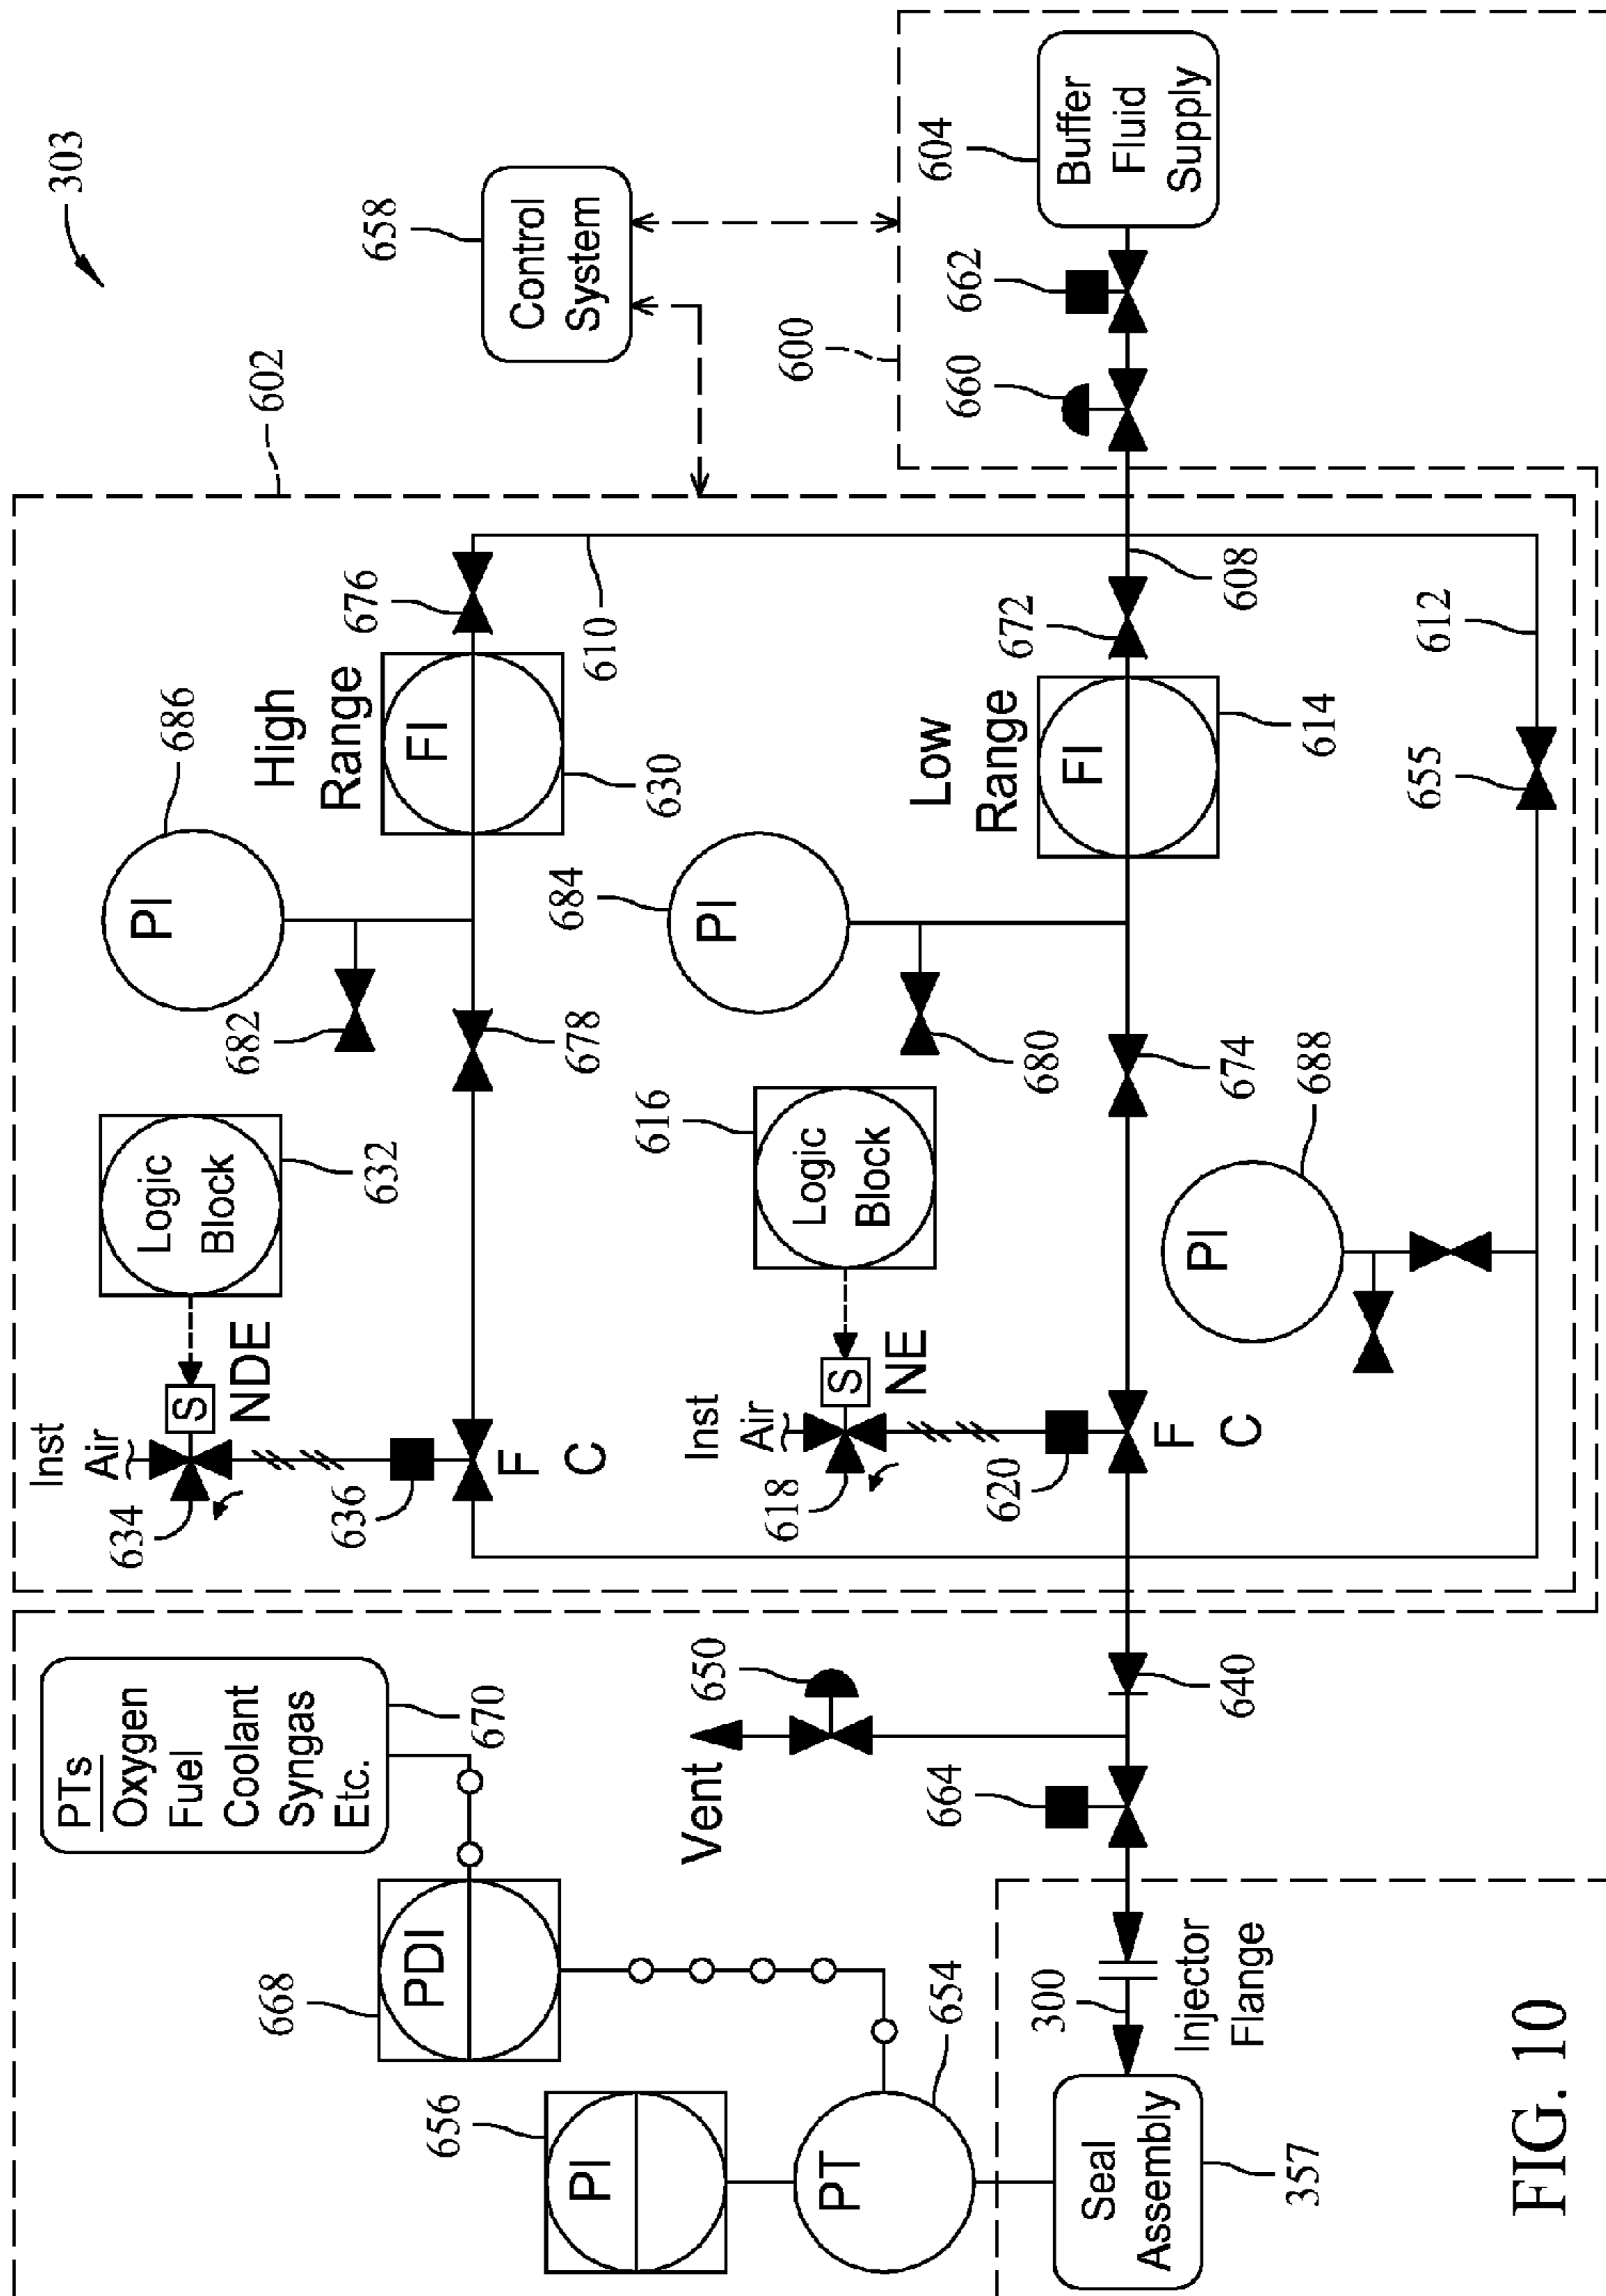 303
602
658
Control
System
600
604
Buffer
Fluid
Supply
662
660
686
PI
High
Range
FI
676
610
630
682
678
Logic
Block
632
Inst
Air
S
NDE
634
636
F
C
684
PI
Low
Range
FI
672
608
614
680
674
616
Logic
Block
Inst
Air
S
NE
618
620
F
C
688
PI
612
655
PTs
Oxygen
Fuel
Coolant
Syngas
Etc.
670
650
Vent
640
664
668
PDI
656
PI
PT
654
300
Injector
Flange
Seal
Assembly
357
FIG. 10